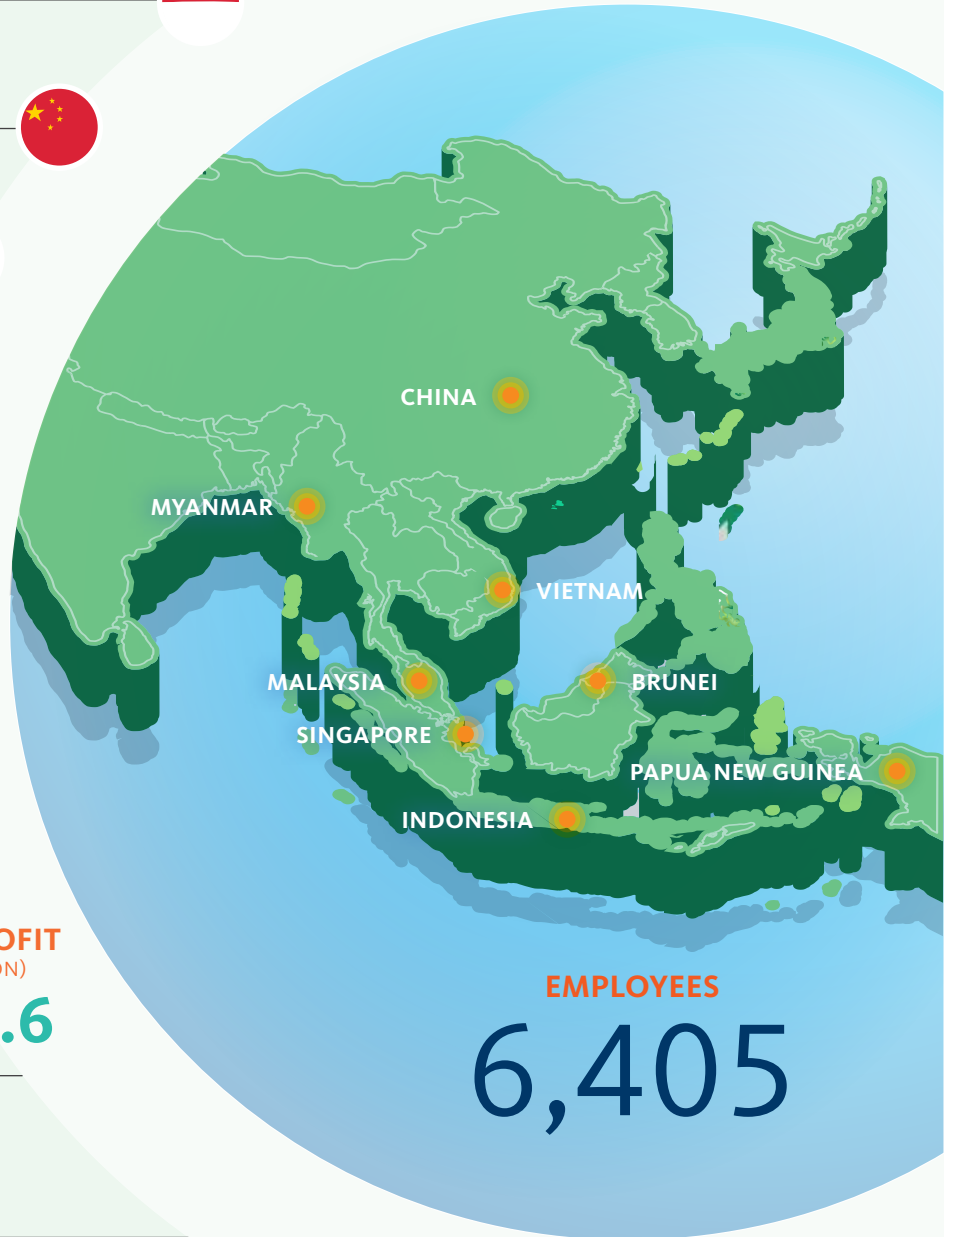 CHINA
MYANMAR
VIETNAM
MALAYSIA
BRUNEI
SINGAPORE
PAPUA NEW GUINEA
INDONESIA
OFIT
ON)
.6
EMPLOYEES
6,405